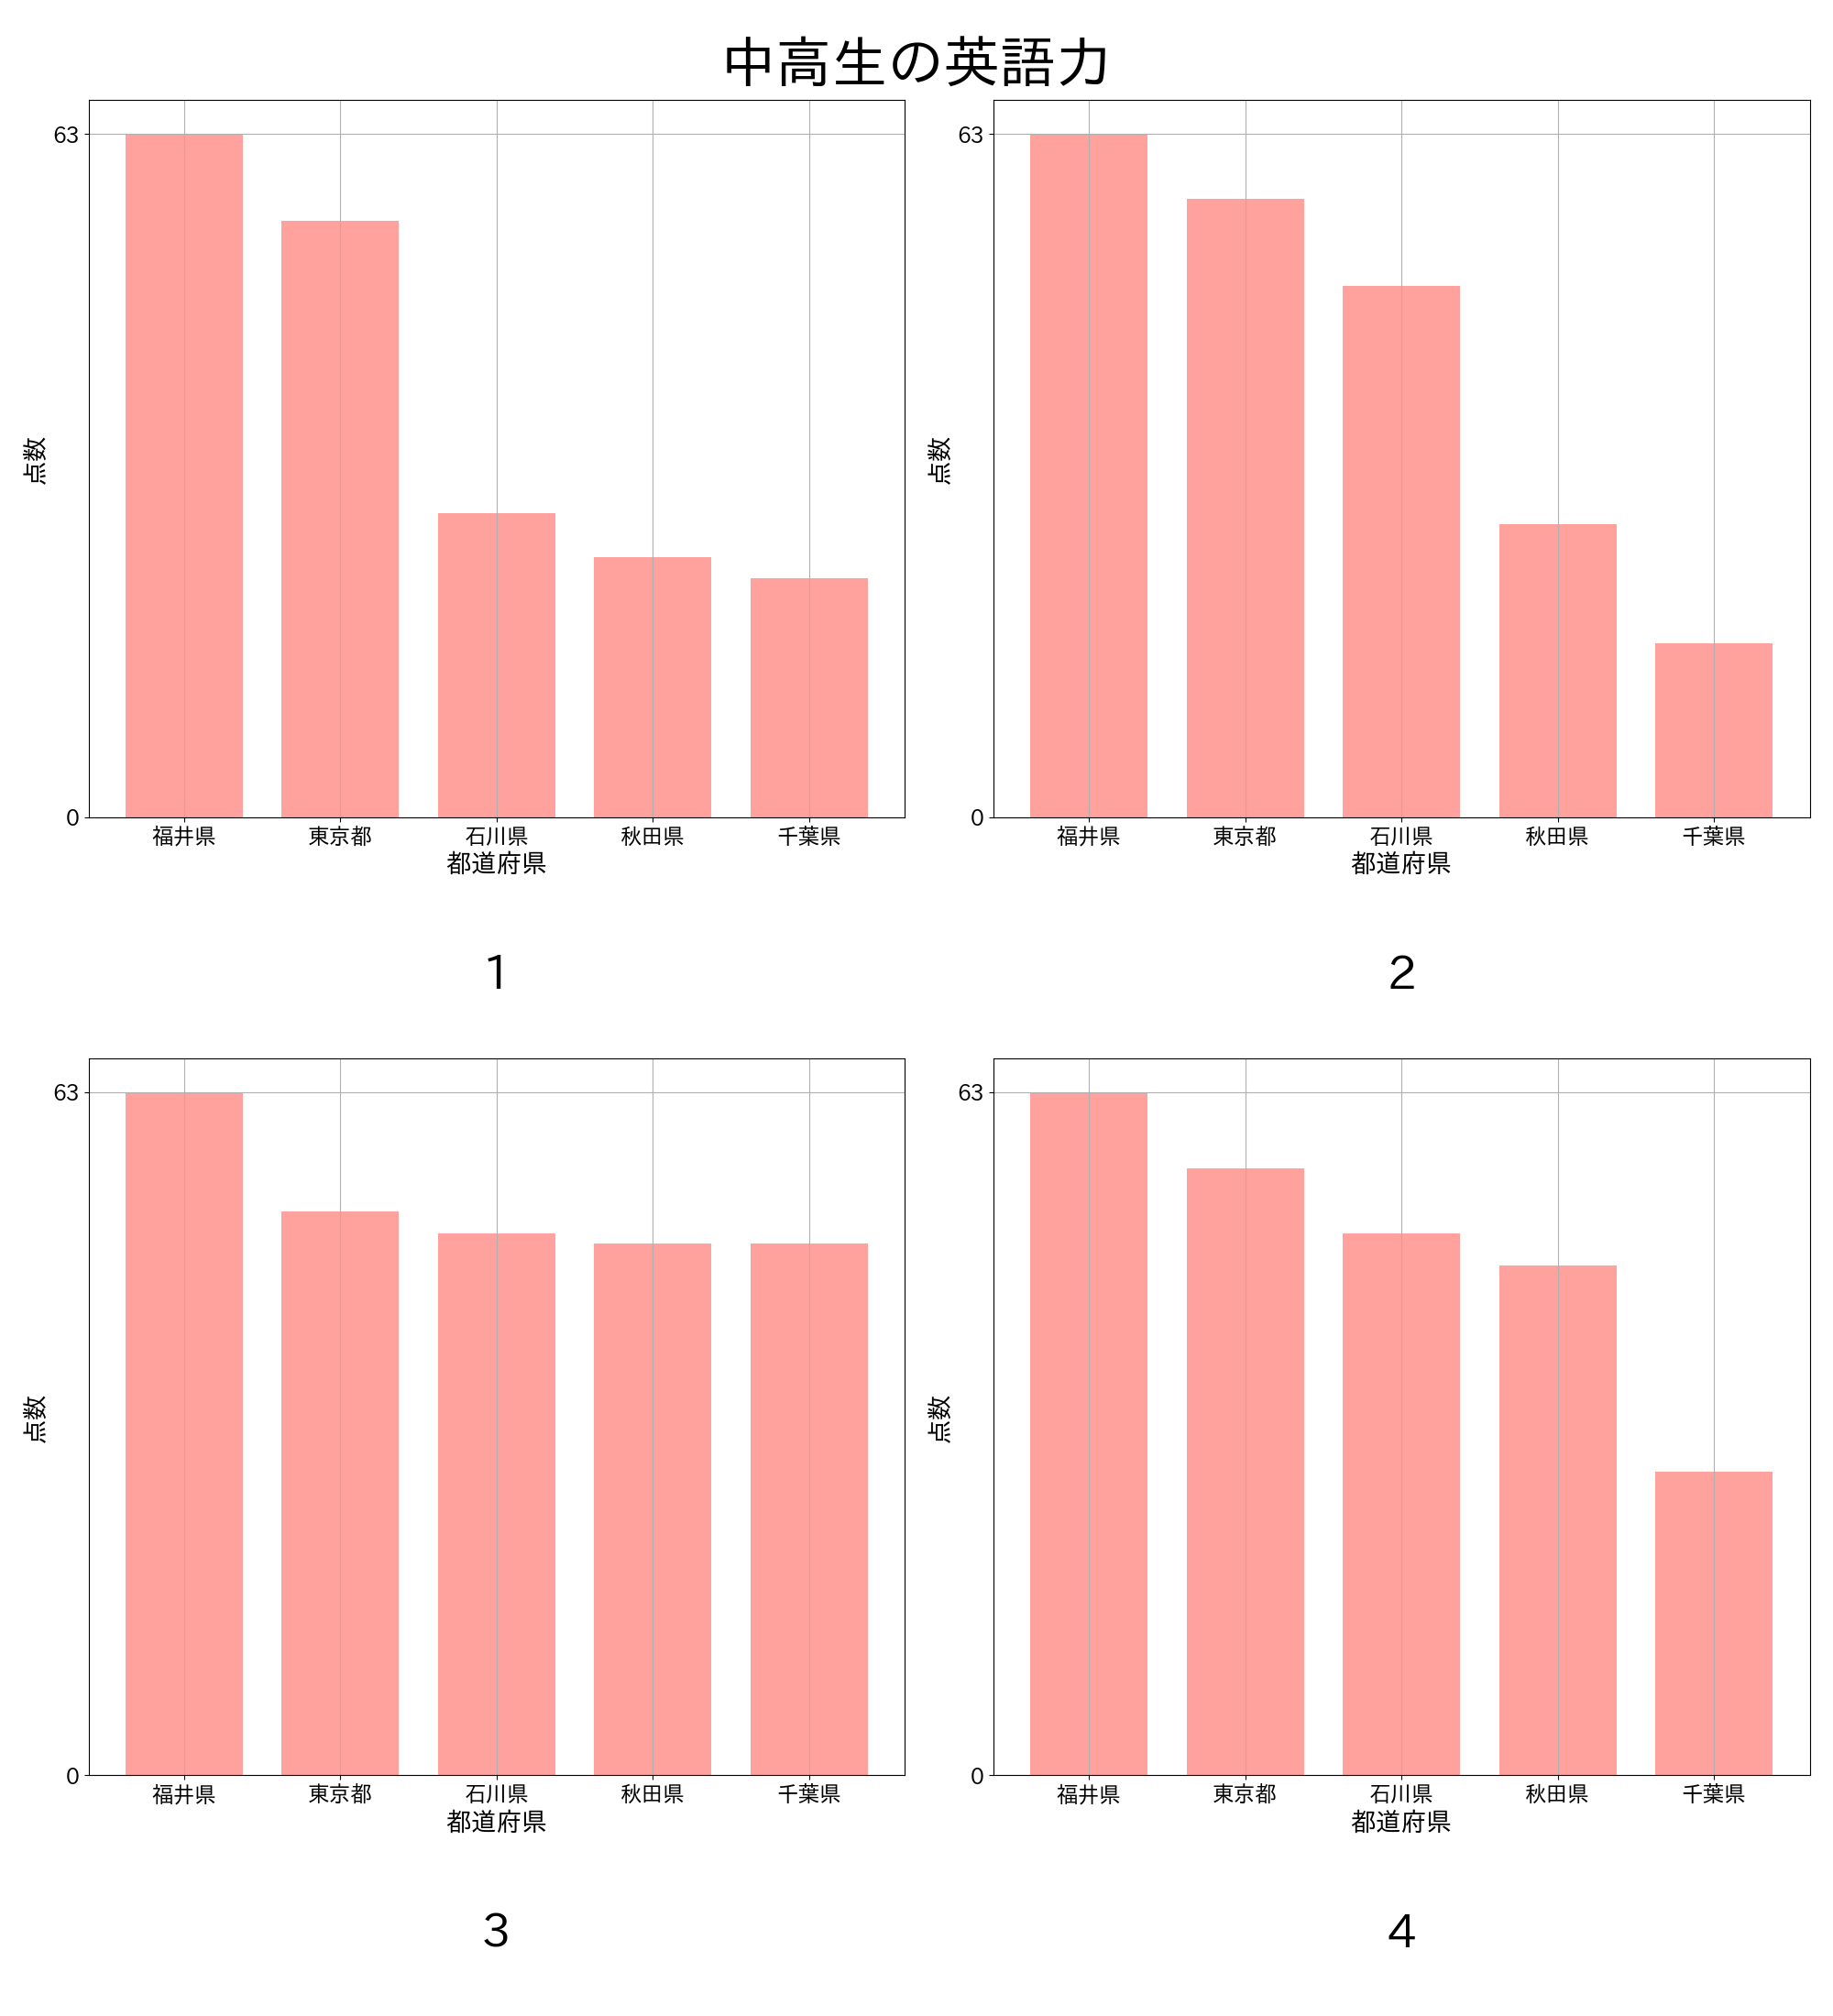 中高生の英語力
63
点数
0
福井県 東京都 石川県 秋田県 千葉県
都道府県
1
63
点数
0
福井県 東京都 石川県 秋田県 千葉県
都道府県
2
63
点数
0
福井県 東京都 石川県 秋田県 千葉県
都道府県
3
63
点数
0
福井県 東京都 石川県 秋田県 千葉県
都道府県
4